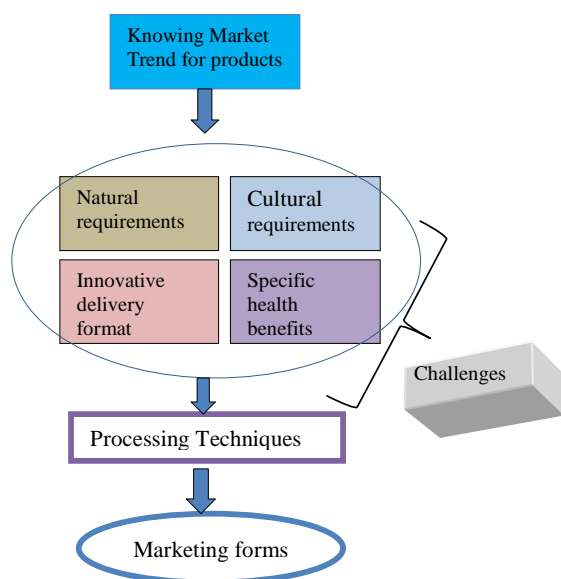 Knowing Market
Trend for products
Natural
requirements
Cultural
requirements
Innovative
delivery
format
Specific
health
benefits
Challenges
Processing Techniques
Marketing forms